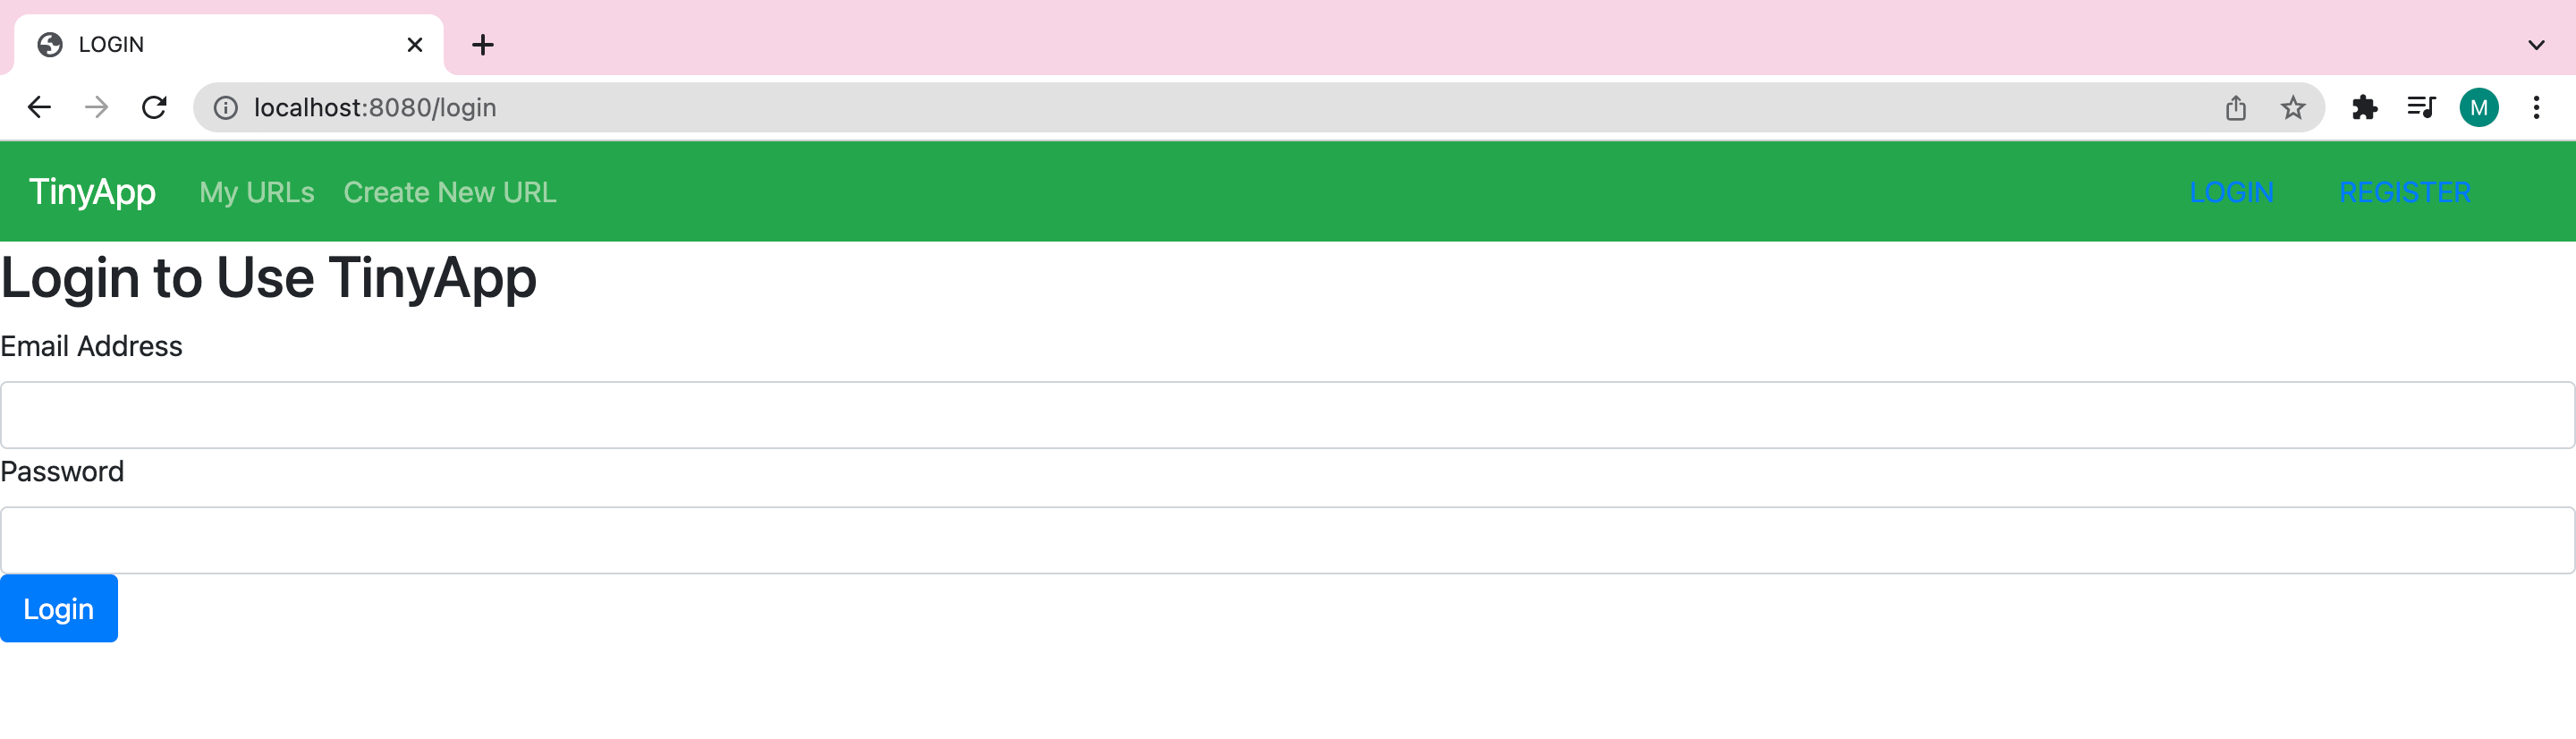 LOGIN
localhost:8080/login
M
TinyApp My URLs Create New URL LOGIN REGISTER
Login to Use TinyApp
Email Address
Password
Login